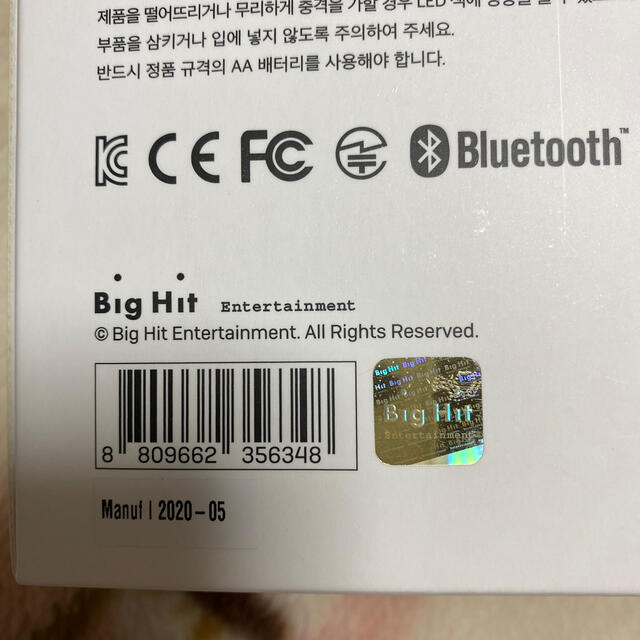 제품을 떨어뜨리거나 무리하게 충격을 가할 경우 LED
부품을 삼키거나 입에 넣지 않도록 주의하여 주세요.
반드시 정품 규격의 AA 배터리를 사용해야 합니다.
KC CE FC Bluetooth™
Big Hit Entertainment
© Big Hit Entertainment. All Rights Reserved.
Big Hit
Entertainment
8 809662 356348
Manuf | 2020-05